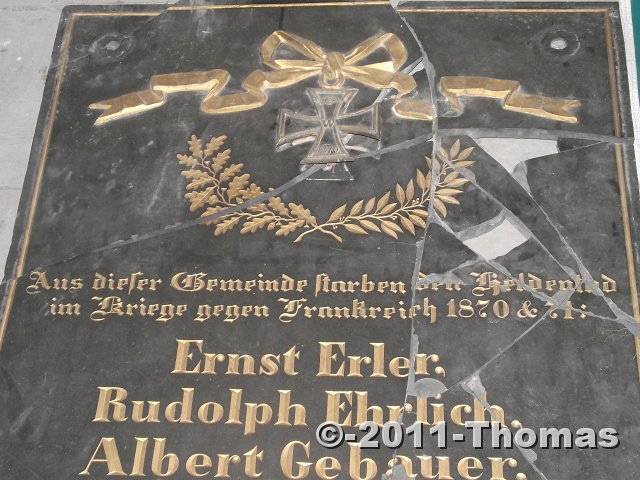 Aus dieser Gemeinde starben den Heldentod
im Kriege gegen Frankreich 1870 & 71:
Ernst Erler,
Rudolph Ehrlich,
Albert Gebauer,
©-2011-Thomas